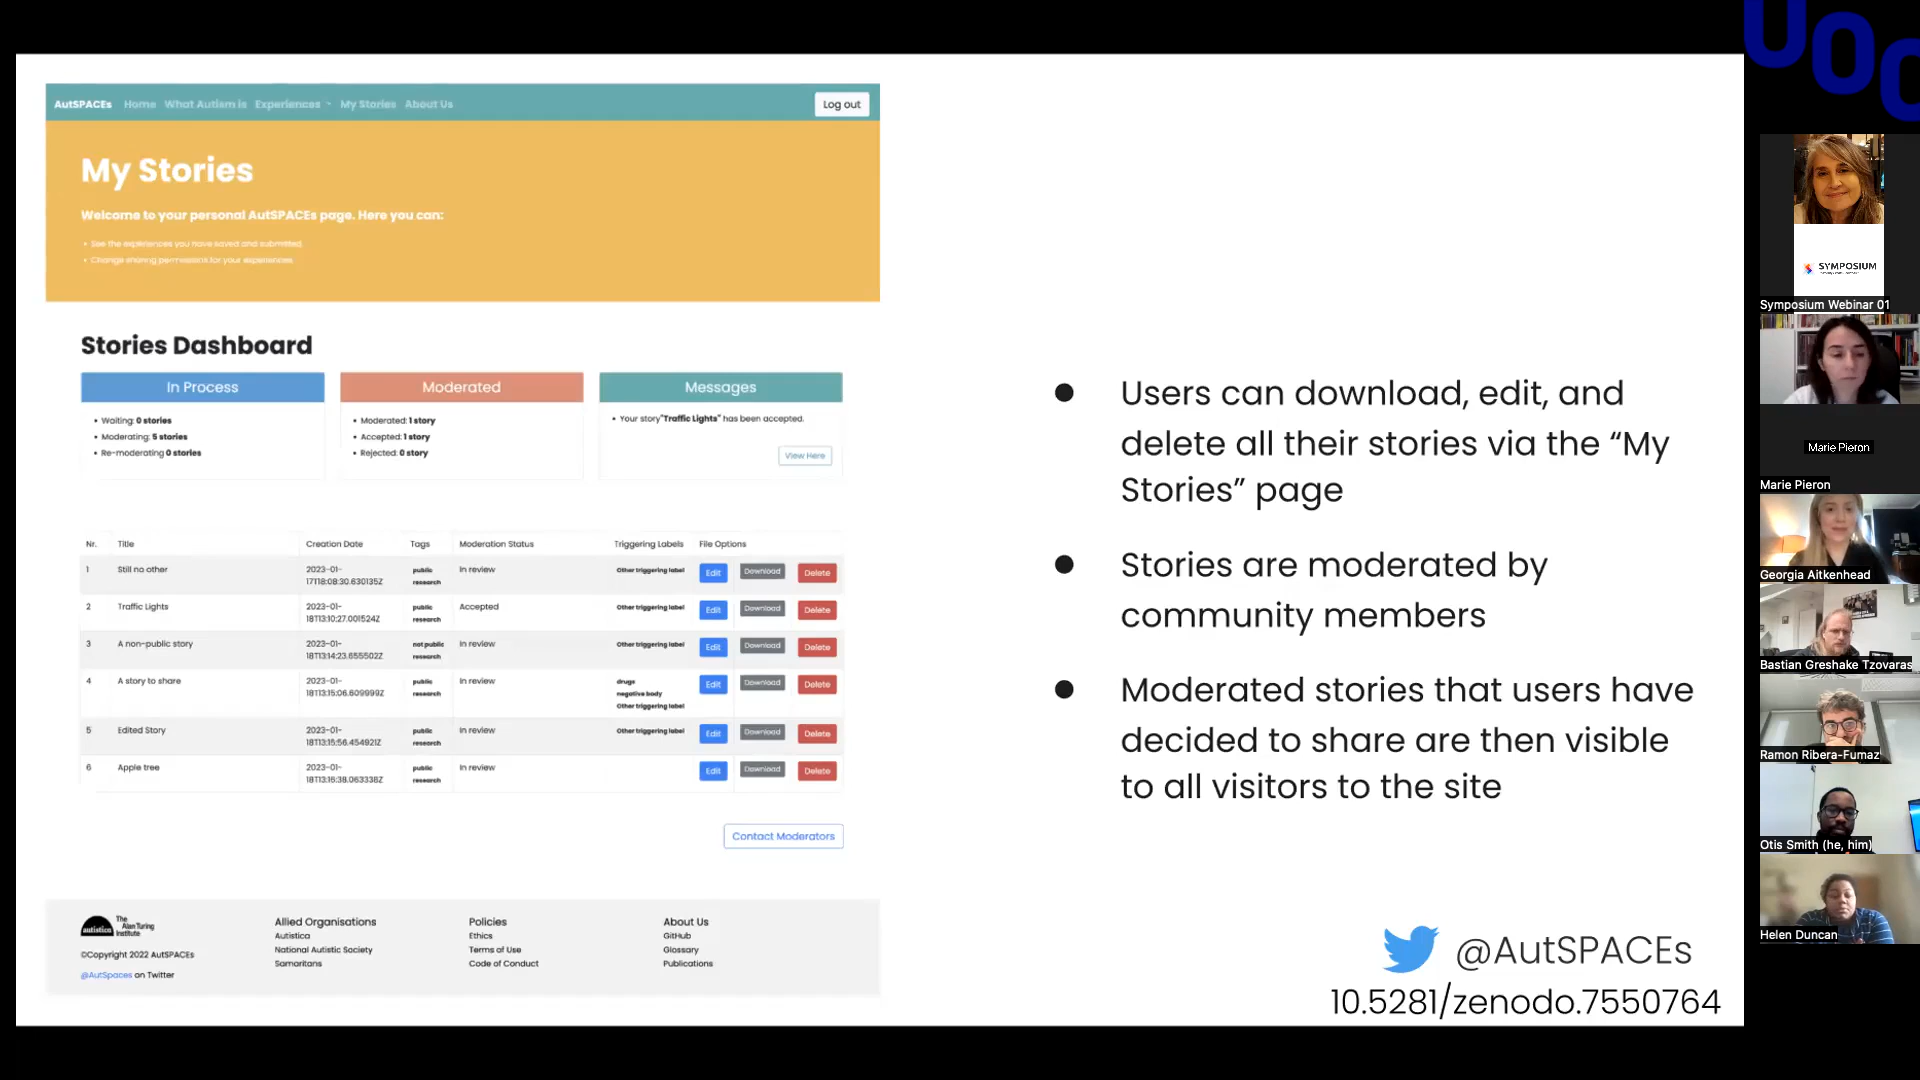 UOC
AutSPACEs Home What Autism is Experiences My Stories About Us Log out
My Stories
Welcome to your personal AutSPACEs page. Here you can:
• See the experiences you have saved and submitted.
• Change sharing permissions for your experiences.
Stories Dashboard
In Process
• Waiting: 0 stories
• Moderating: 5 stories
• Re-moderating 0 stories
Moderated
• Moderated: 1 story
• Accepted: 1 story
• Rejected: 0 story
Messages
• Your story"Traffic Lights" has been accepted.
View Here
Nr. Title Creation Date Tags Moderation Status Triggering Labels File Options
1 Still no other 2023-01- public In review Other triggering label Edit Download Delete
17T18:08:30.630135Z research
2 Traffic Lights 2023-01- public Accepted Other triggering label Edit Download Delete
18T13:10:27.001524Z research
3 A non-public story 2023-01- not public In review Other triggering label Edit Download Delete
18T13:14:23.655502Z research
4 A story to share 2023-01- public In review drugs Edit Download Delete
18T13:15:06.609999Z research negative body
Other triggering label
5 Edited Story 2023-01- public In review Other triggering label Edit Download Delete
18T13:15:56.454921Z research
6 Apple tree 2023-01- public In review Edit Download Delete
18T13:16:38.063338Z research
Contact Moderators
autistica The
Alan Turing
Institute
©Copyright 2022 AutSPACEs
@AutSpaces on Twitter
Allied Organisations
Autistica
National Autistic Society
Samaritans
Policies
Ethics
Terms of Use
Code of Conduct
About Us
GitHub
Glossary
Publications
● Users can download, edit, and
delete all their stories via the “My
Stories” page
● Stories are moderated by
community members
● Moderated stories that users have
decided to share are then visible
to all visitors to the site
@AutSPACEs
10.5281/zenodo.7550764
SYMPOSIUM
Symposium Webinar 01
Marie Pieron
Marie Pieron
Georgia Aitkenhead
Bastian Greshake Tzovaras
Ramon Ribera-Fumaz
Otis Smith (he, him)
Helen Duncan